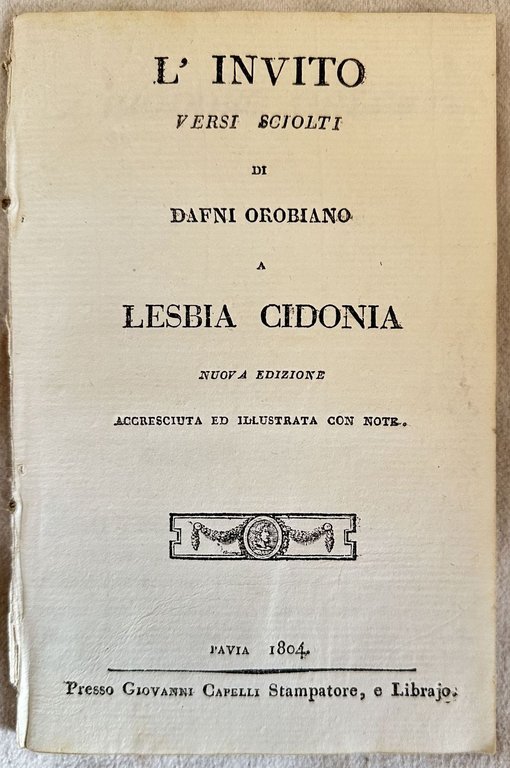 L' INVITO
VERSI SCIOLTI
DI
DAFNI OROBIANO
A
LESBIA CIDONIA
NUOVA EDIZIONE
ACCRESCIUTA ED ILLUSTRATA CON NOTE.
PAVIA 1804.
Presso GIOVANNI CAPELLI Stampatore, e Librajo.